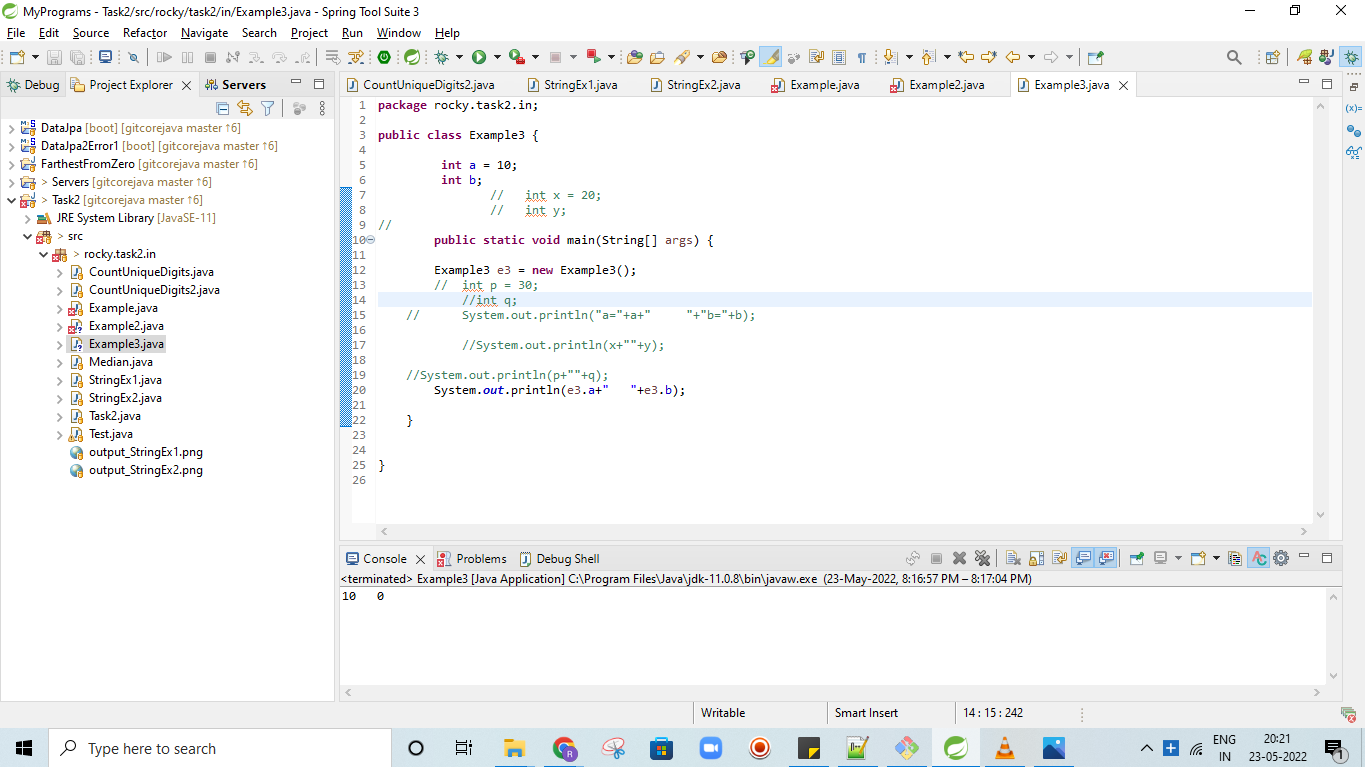 MyPrograms - Task2/src/rocky/task2/in/Example3.java - Spring Tool Suite 3
File Edit Source Refactor Navigate Search Project Run Window Help
Debug Project Explorer Servers
DataJpa [boot] [gitcorejava master ↑6]
DataJpa2Error1 [boot] [gitcorejava master ↑6]
FarthestFromZero [gitcorejava master ↑6]
> Servers [gitcorejava master ↑6]
> Task2 [gitcorejava master ↑6]
JRE System Library [JavaSE-11]
> src
> rocky.task2.in
CountUniqueDigits.java
CountUniqueDigits2.java
Example.java
Example2.java
Example3.java
Median.java
StringEx1.java
StringEx2.java
Task2.java
Test.java
output_StringEx1.png
output_StringEx2.png
CountUniqueDigits2.java StringEx1.java StringEx2.java Example.java Example2.java Example3.java
1 package rocky.task2.in;
2
3 public class Example3 {
4
5 int a = 10;
6 int b;
7 // int x = 20;
8 // int y;
9 //
10 public static void main(String[] args) {
11
12 Example3 e3 = new Example3();
13 // int p = 30;
14 //int q;
15 // System.out.println("a="+a+" "+"b="+b);
16
17 //System.out.println(x+""+y);
18
19 //System.out.println(p+""+q);
20 System.out.println(e3.a+" "+e3.b);
21
22 }
23
24
25 }
26
Console Problems Debug Shell
<terminated> Example3 [Java Application] C:\Program Files\Java\jdk-11.0.8\bin\javaw.exe (23-May-2022, 8:16:57 PM – 8:17:04 PM)
10 0
Writable Smart Insert 14 : 15 : 242
Type here to search
ENG
IN
20:21
23-05-2022
1